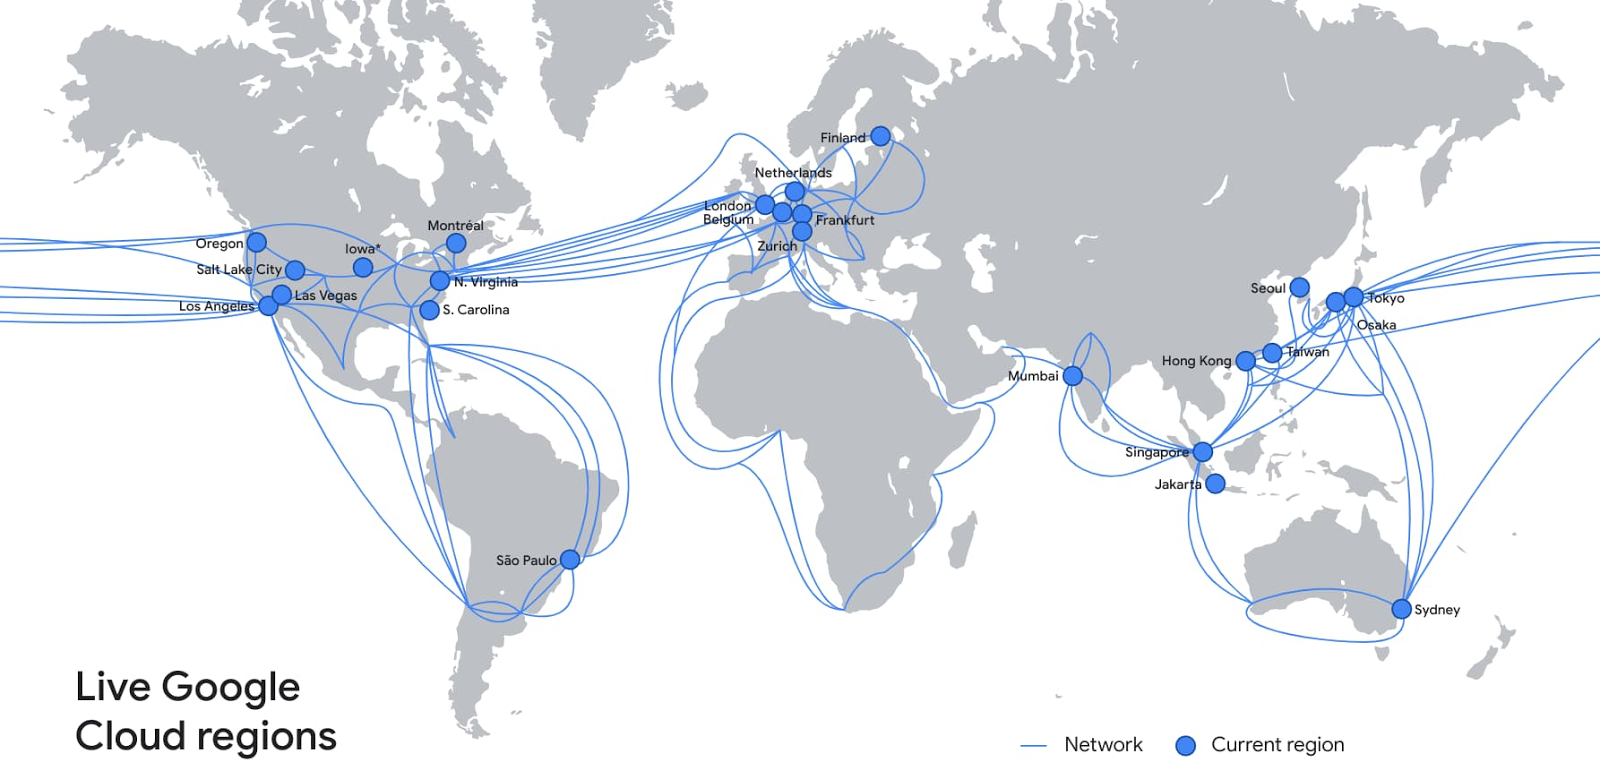 Finland
Netherlands
London
Belgium
Frankfurt
Zurich
Montréal
Oregon
Iowa*
Salt Lake City
N. Virginia
Las Vegas
Los Angeles
S. Carolina
Seoul
Tokyo
Osaka
Taiwan
Hong Kong
Mumbai
Singapore
Jakarta
São Paulo
Sydney
Live Google
Cloud regions
Network
Current region